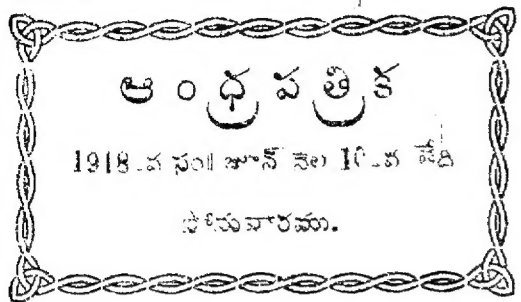 ఆంధ్రపత్రిక
1918-వ సం॥ జూన్ నెల 10-వ తేది
సోమవారము.